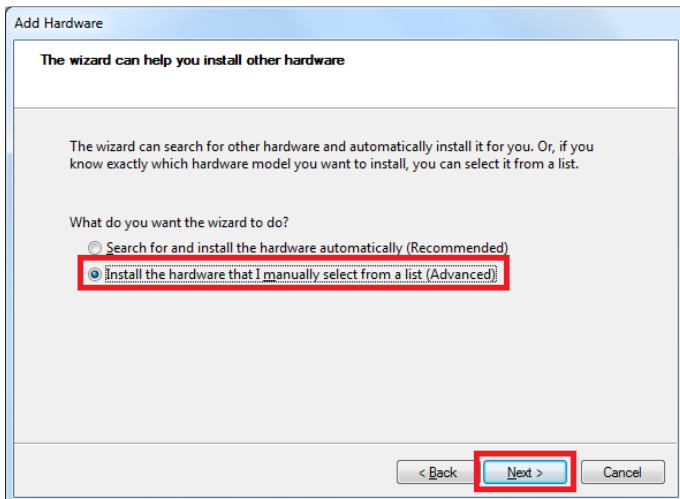 Add Hardware
The wizard can help you install other hardware
The wizard can search for other hardware and automatically install it for you. Or, if you
know exactly which hardware model you want to install, you can select it from a list.
What do you want the wizard to do?
Search for and install the hardware automatically (Recommended)
Install the hardware that I manually select from a list (Advanced)
< Back Next > Cancel